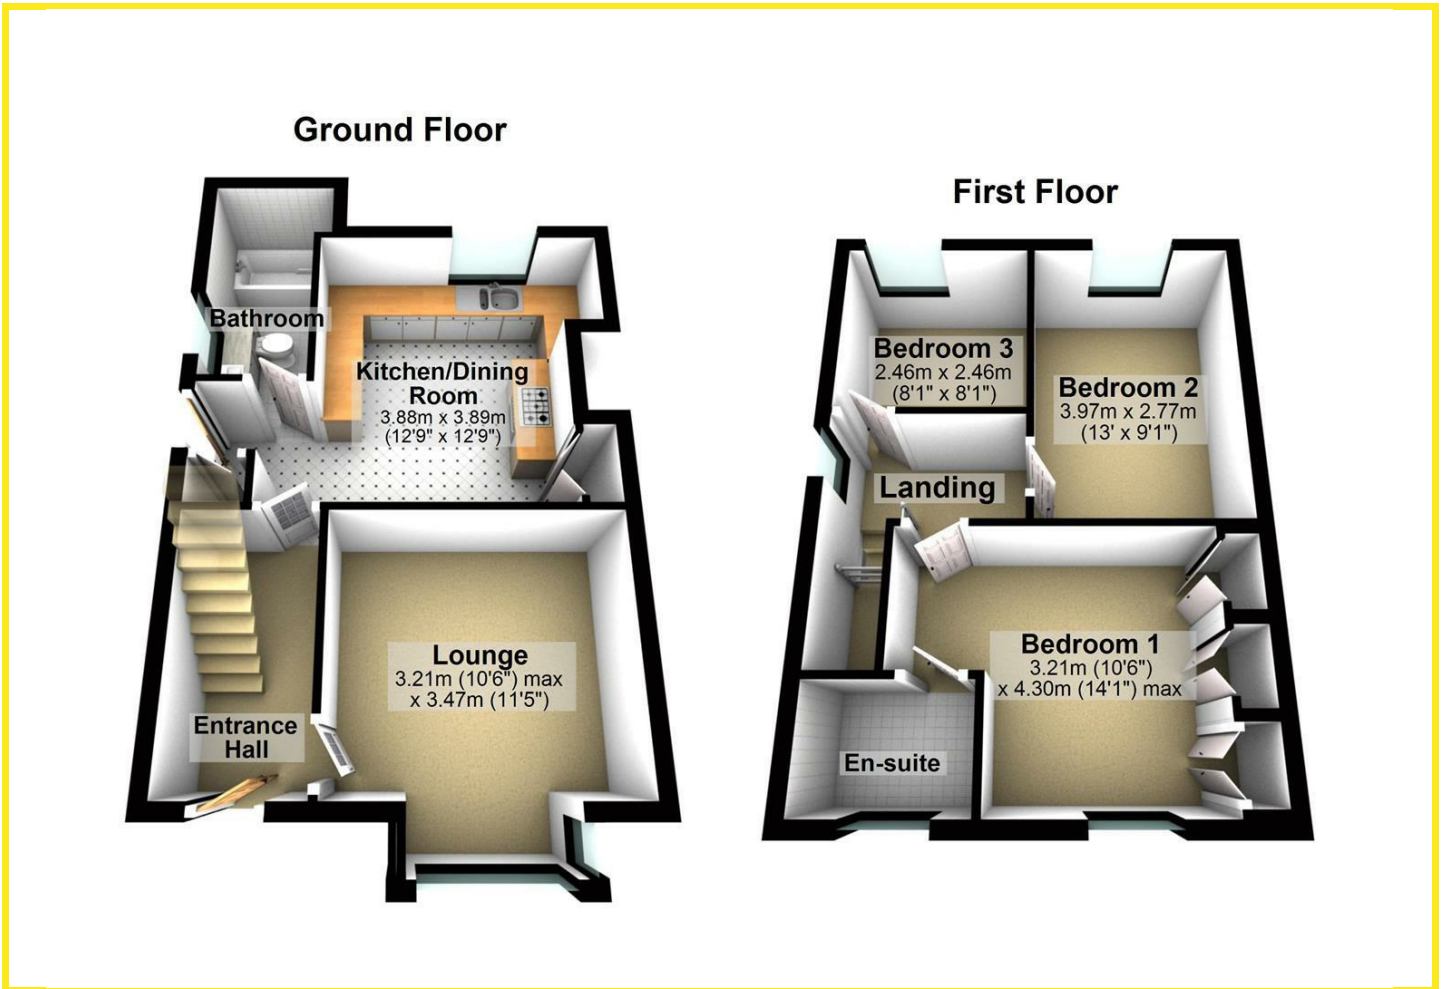 Ground Floor
Bathroom
Kitchen/Dining
Room
3.88m x 3.89m
(12'9" x 12'9")
Lounge
3.21m (10'6") max
x 3.47m (11'5")
Entrance
Hall
First Floor
Bedroom 3
2.46m x 2.46m
(8'1" x 8'1")
Bedroom 2
3.97m x 2.77m
(13' x 9'1")
Landing
Bedroom 1
3.21m (10'6")
x 4.30m (14'1") max
En-suite